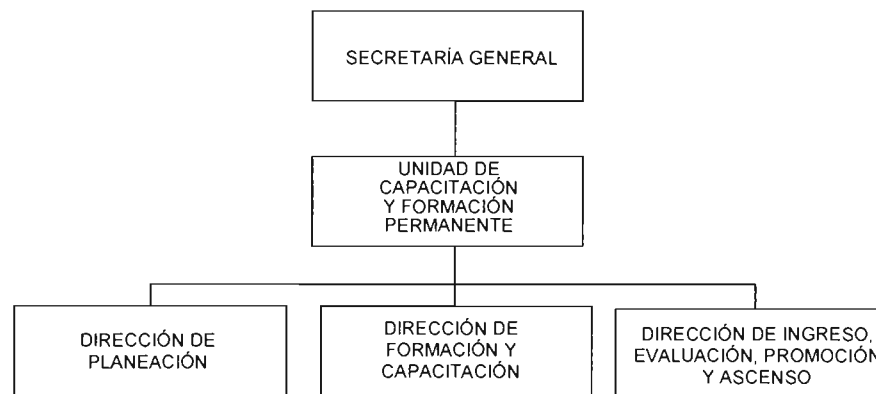 SECRETARÍA GENERAL
UNIDAD DE
CAPACITACIÓN
Y FORMACIÓN
PERMANENTE
DIRECCIÓN DE
PLANEACIÓN
DIRECCIÓN DE
FORMACIÓN Y
CAPACITACIÓN
DIRECCIÓN DE INGRESO,
EVALUACIÓN, PROMOCIÓN
Y ASCENSO